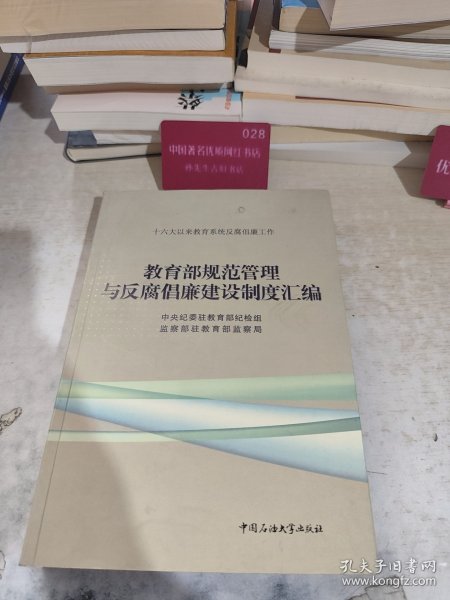 028
中国著名优质网红书店
孙先生古旧书店
优
十六大以来教育系统反腐倡廉工作
教育部规范管理
与反腐倡廉建设制度汇编
中央纪委驻教育部纪检组
监察部驻教育部监察局
中国石油大学出版社
孔夫子旧书网
www.kongfz.com